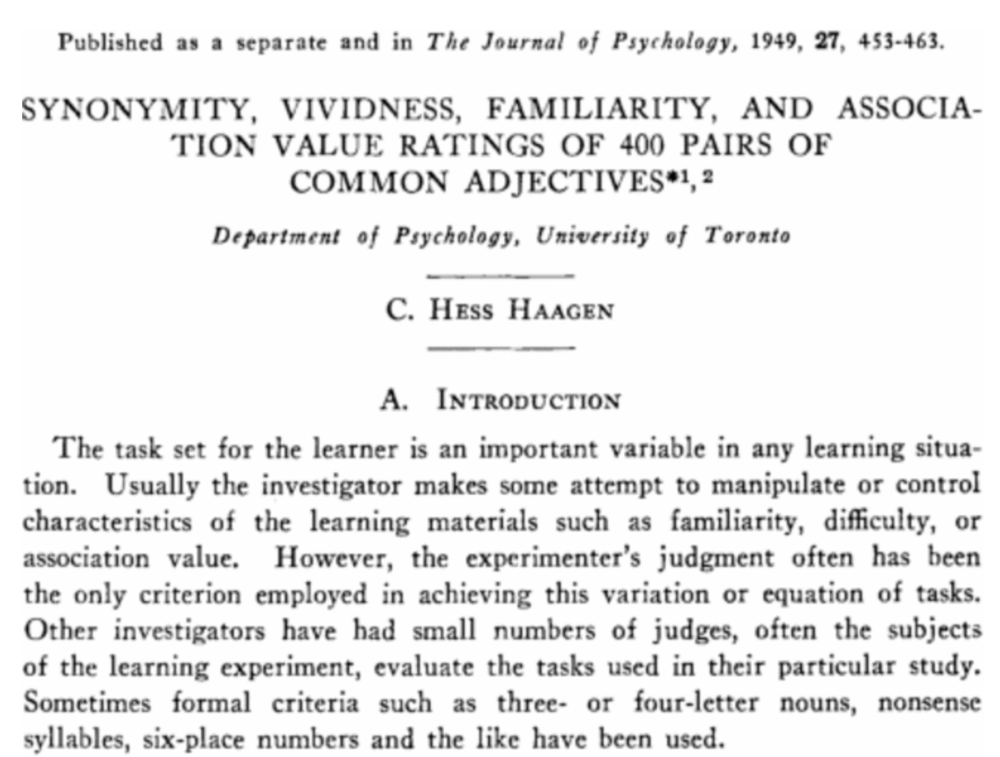 Published as a separate and in The Journal of Psychology, 1949, 27, 453-463.
SYNONYMITY, VIVIDNESS, FAMILIARITY, AND ASSOCIA-
TION VALUE RATINGS OF 400 PAIRS OF
COMMON ADJECTIVES*1, 2
Department of Psychology, University of Toronto
C. HESS HAAGEN
A. INTRODUCTION
The task set for the learner is an important variable in any learning situa-
tion. Usually the investigator makes some attempt to manipulate or control
characteristics of the learning materials such as familiarity, difficulty, or
association value. However, the experimenter's judgment often has been
the only criterion employed in achieving this variation or equation of tasks.
Other investigators have had small numbers of judges, often the subjects
of the learning experiment, evaluate the tasks used in their particular study.
Sometimes formal criteria such as three- or four-letter nouns, nonsense
syllables, six-place numbers and the like have been used.